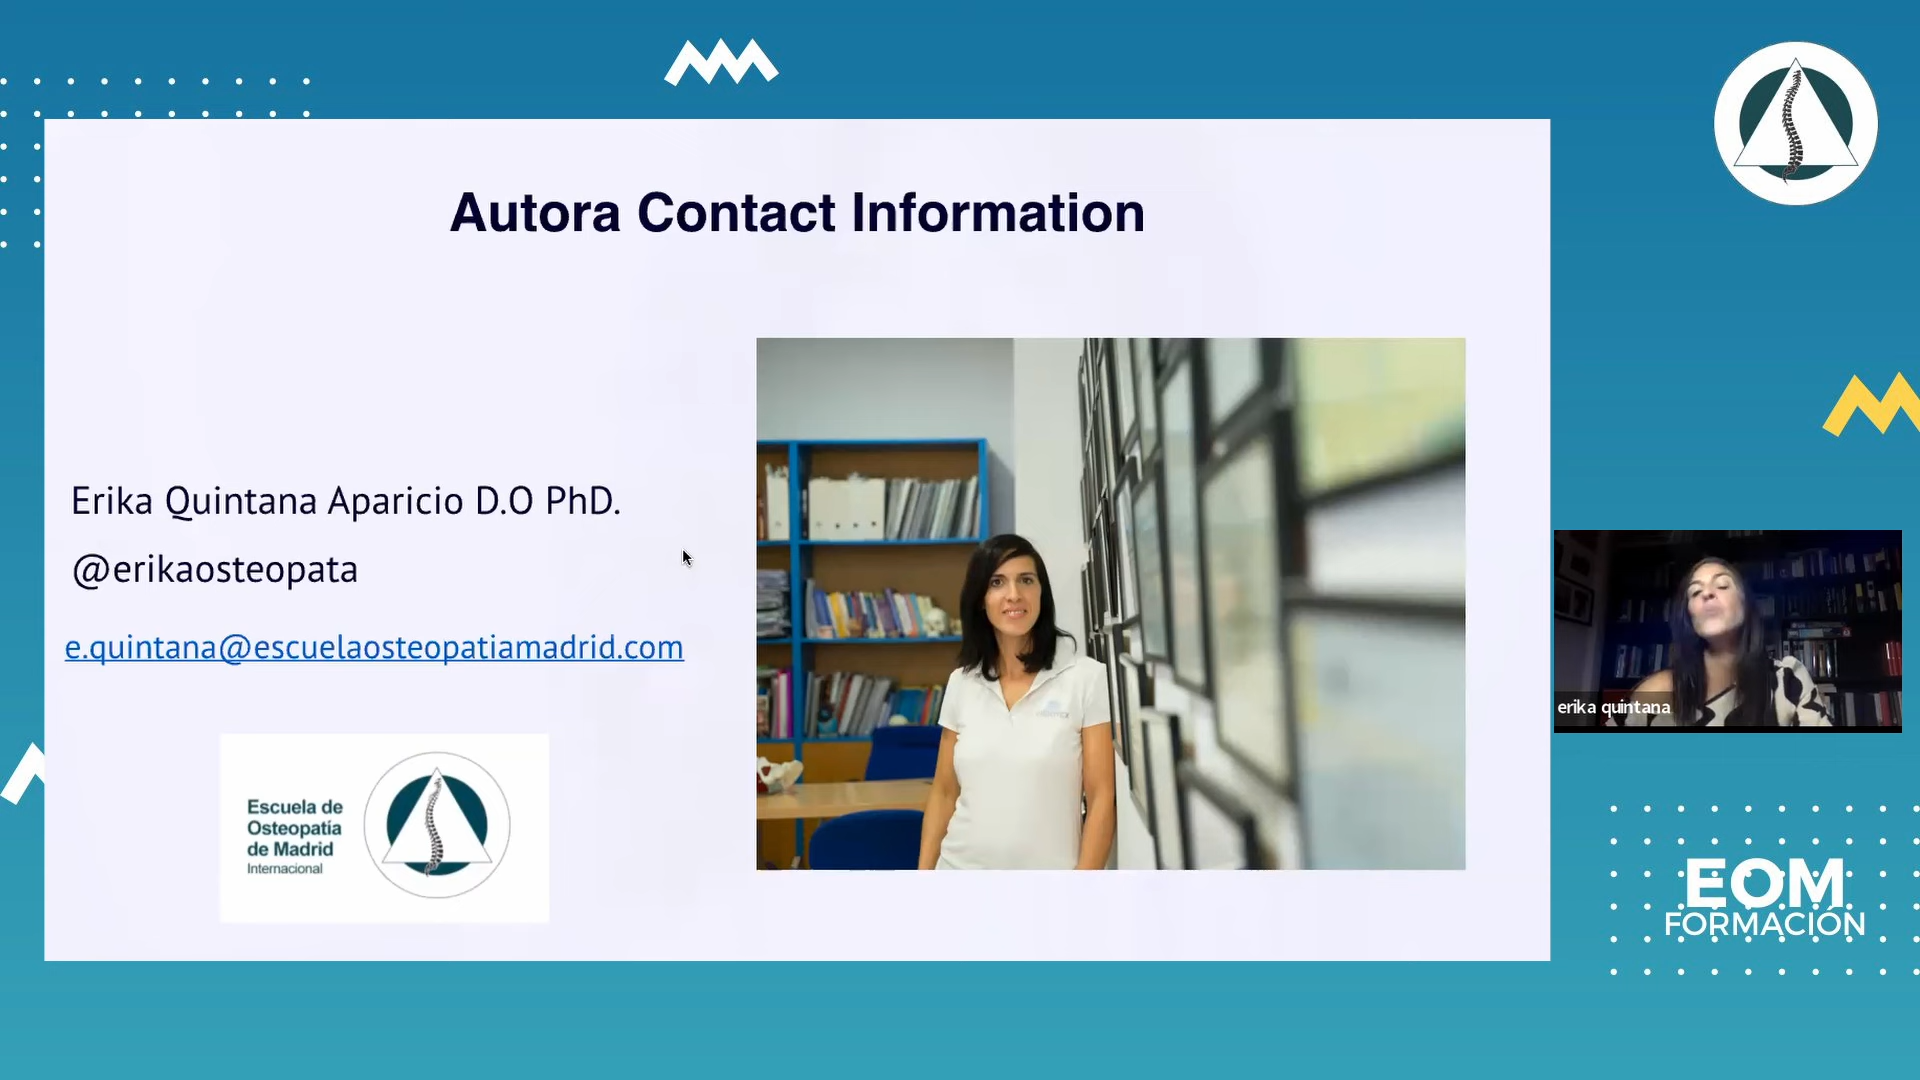 Autora Contact Information
Erika Quintana Aparicio D.O PhD.
@erikaosteopata
e.quintana@escuelaosteopatiamadrid.com
Escuela de
Osteopatía
de Madrid
Internacional
erika quintana
EOM
FORMACIÓN